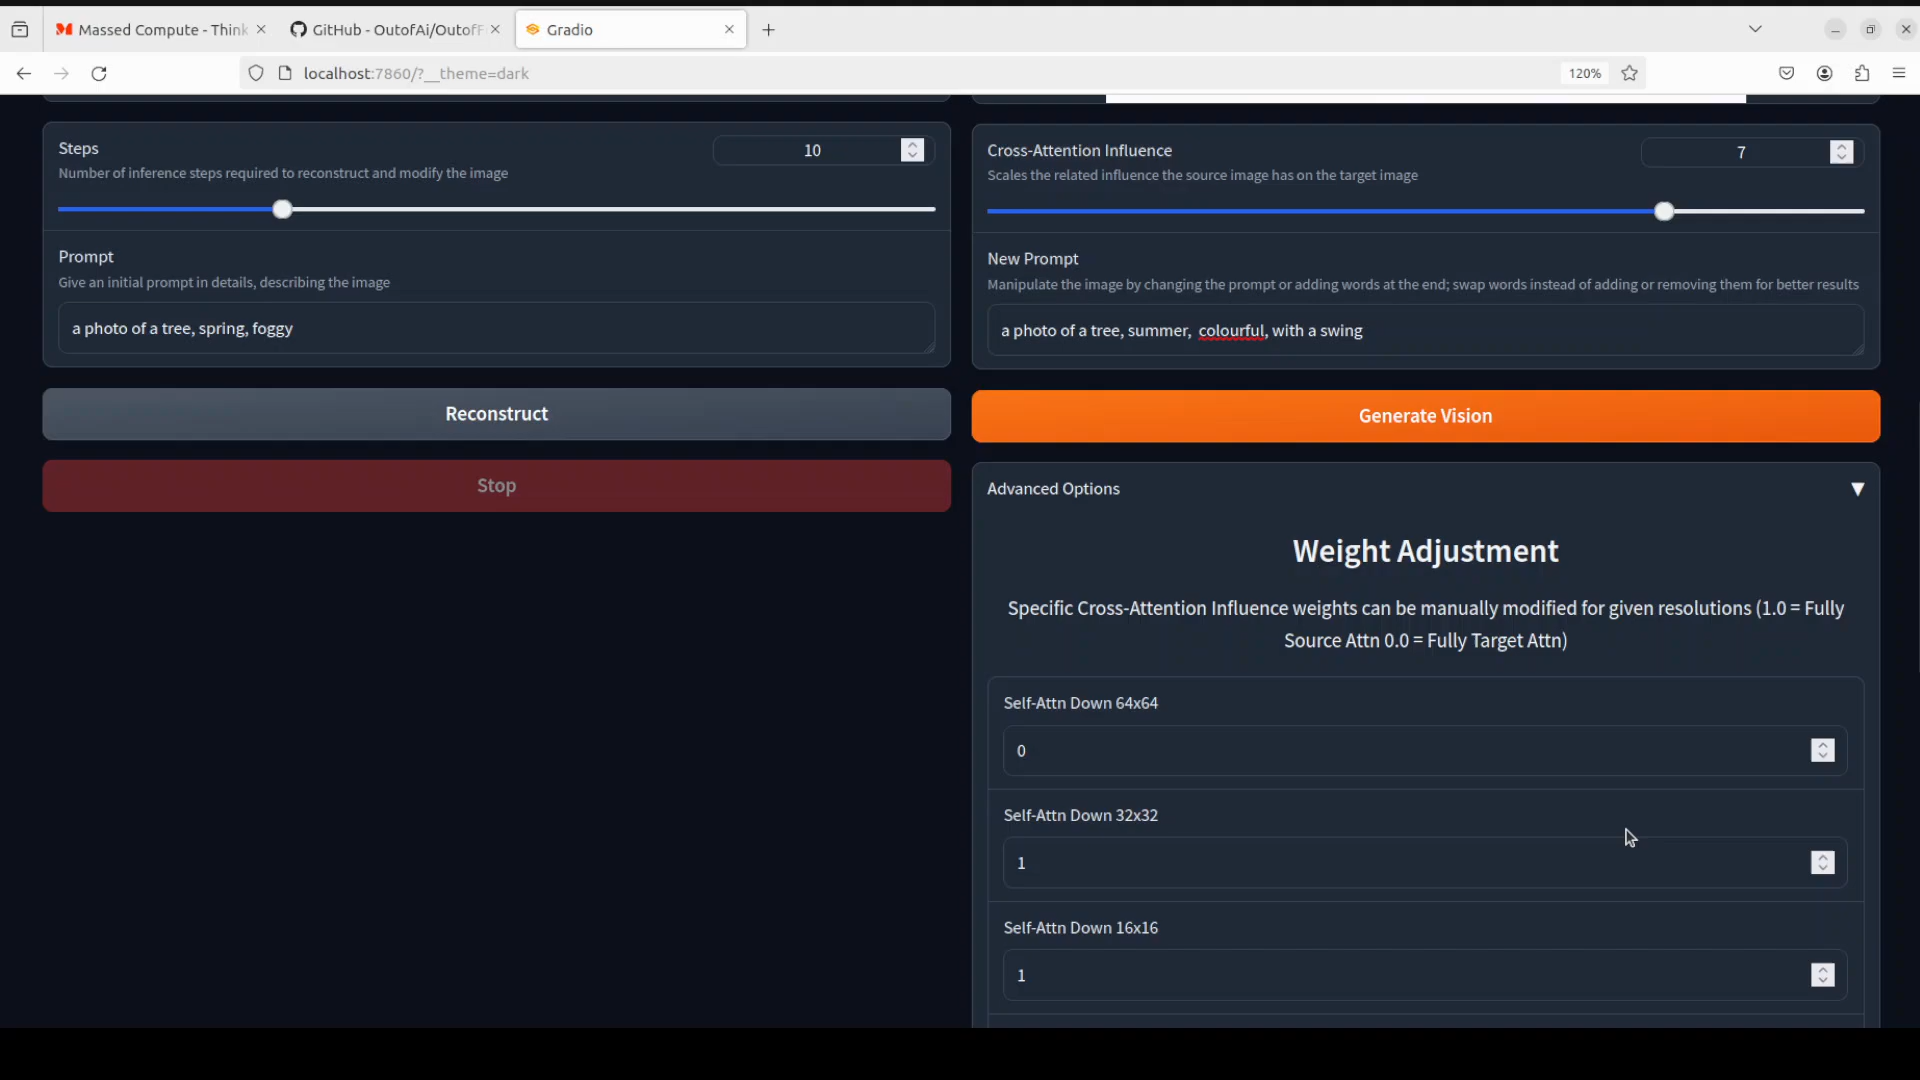 Massed Compute - Think
GitHub - OutofAi/OutofF
Gradio
localhost:7860/?__theme=dark
120%
Steps
10
Number of inference steps required to reconstruct and modify the image
Prompt
Give an initial prompt in details, describing the image
a photo of a tree, spring, foggy
Reconstruct
Stop
Cross-Attention Influence
7
Scales the related influence the source image has on the target image
New Prompt
Manipulate the image by changing the prompt or adding words at the end; swap words instead of adding or removing them for better results
a photo of a tree, summer,  colourful, with a swing
Generate Vision
Advanced Options
Weight Adjustment
Specific Cross-Attention Influence weights can be manually modified for given resolutions (1.0 = Fully
Source Attn 0.0 = Fully Target Attn)
Self-Attn Down 64x64
0
Self-Attn Down 32x32
1
Self-Attn Down 16x16
1